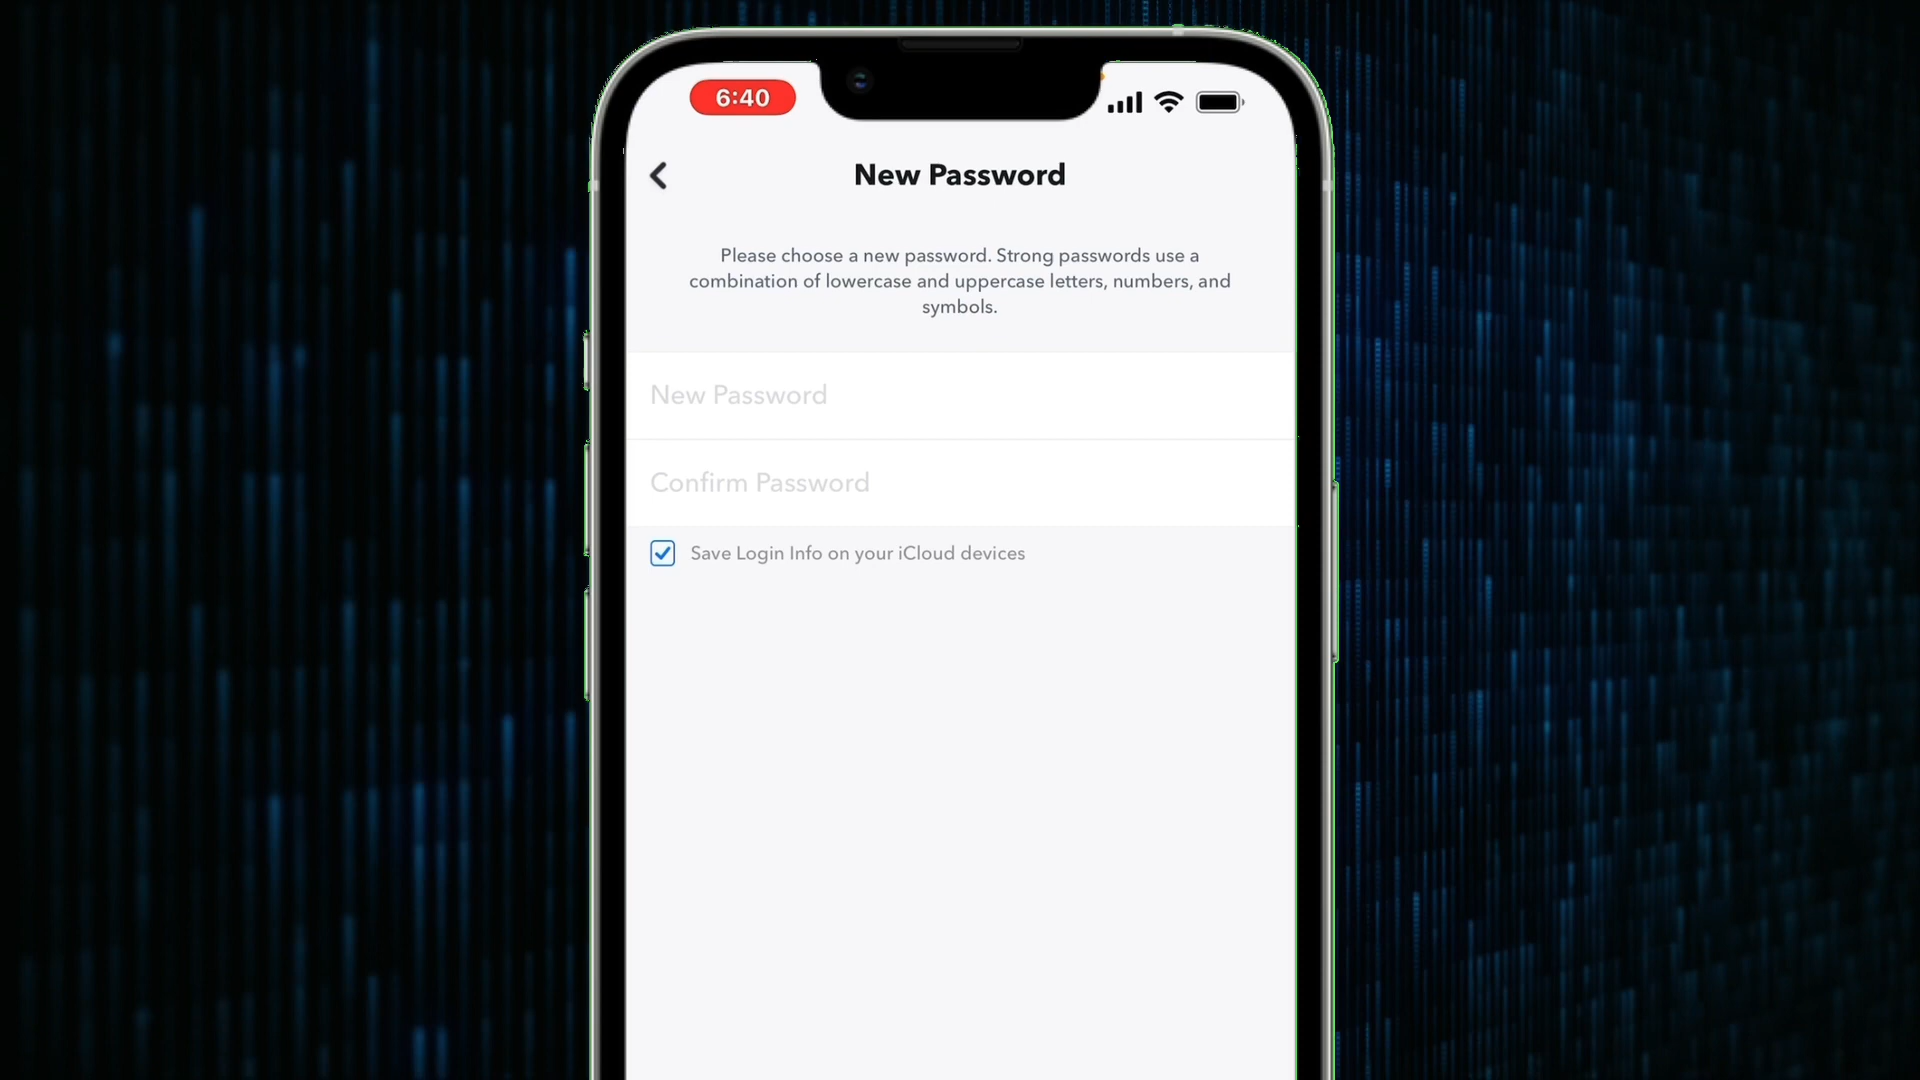 6:40
New Password
Please choose a new password. Strong passwords use a
combination of lowercase and uppercase letters, numbers, and
symbols.
New Password
Confirm Password
Save Login Info on your iCloud devices